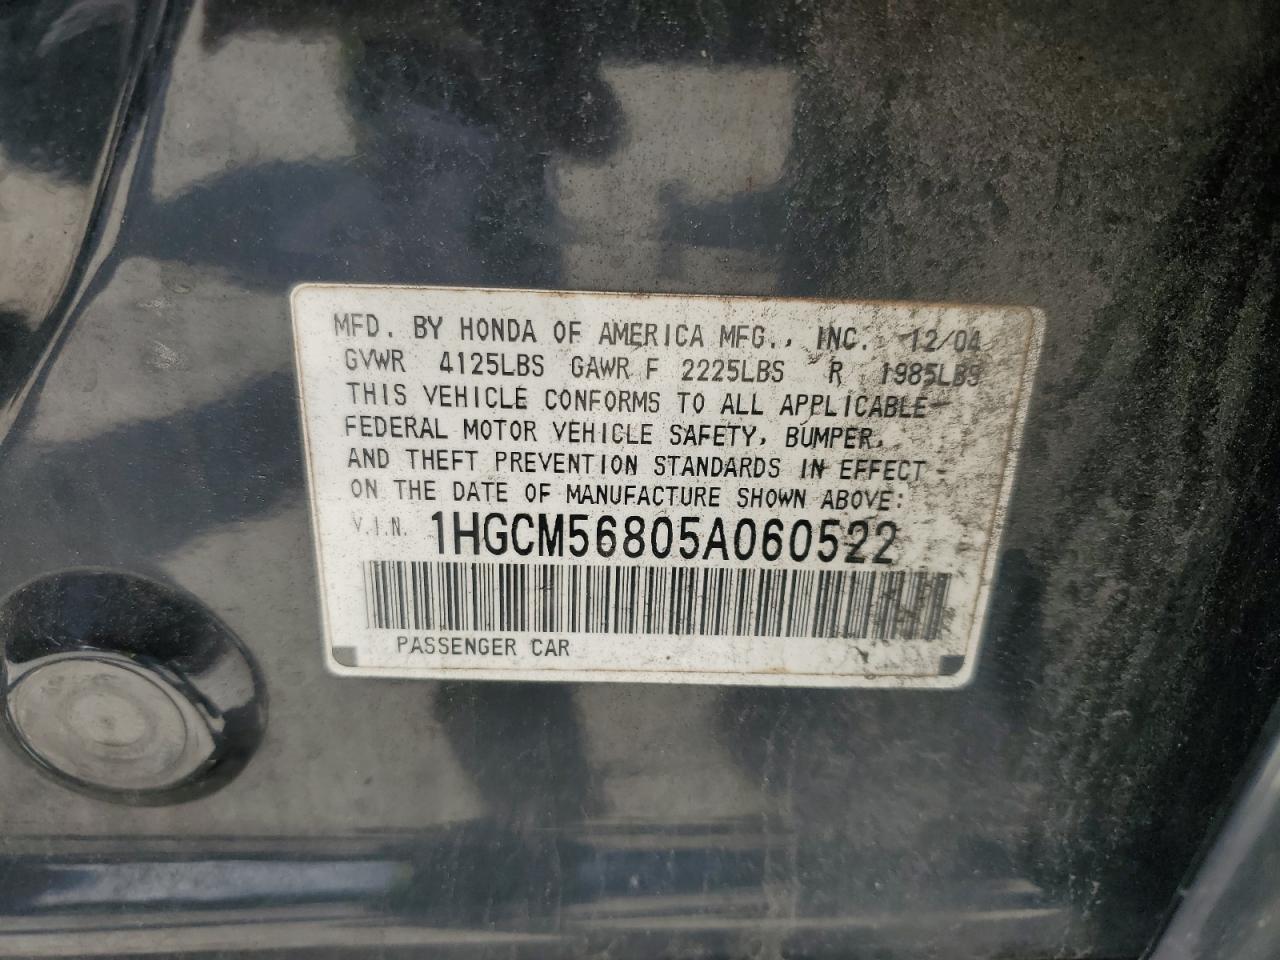 MFD. BY HONDA OF AMERICA MFG., INC. 12/04
GVWR 4125LBS GAWR F 2225LBS R 1985LBS
THIS VEHICLE CONFORMS TO ALL APPLICABLE
FEDERAL MOTOR VEHICLE SAFETY, BUMPER,
AND THEFT PREVENTION STANDARDS IN EFFECT
ON THE DATE OF MANUFACTURE SHOWN ABOVE:
V.I.N. 1HGCM56805A060522
PASSENGER CAR